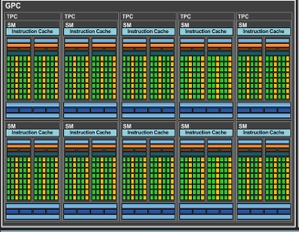 GPC
TPC TPC TPC TPC TPC
SM SM SM SM SM
Instruction Cache Instruction Cache Instruction Cache Instruction Cache Instruction Cache
SM SM SM SM SM
Instruction Cache Instruction Cache Instruction Cache Instruction Cache Instruction Cache